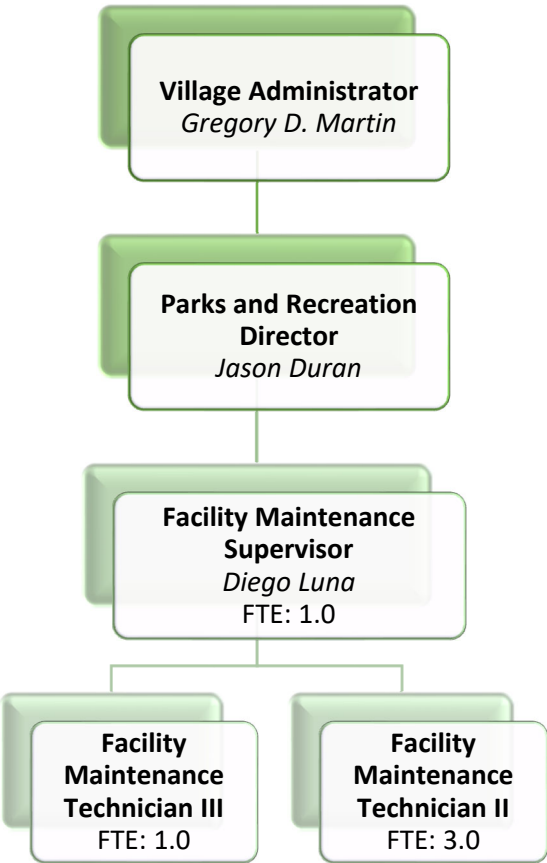 Village Administrator
Gregory D. Martin
Parks and Recreation
Director
Jason Duran
Facility Maintenance
Supervisor
Diego Luna
FTE: 1.0
Facility
Maintenance
Technician III
FTE: 1.0
Facility
Maintenance
Technician II
FTE: 3.0